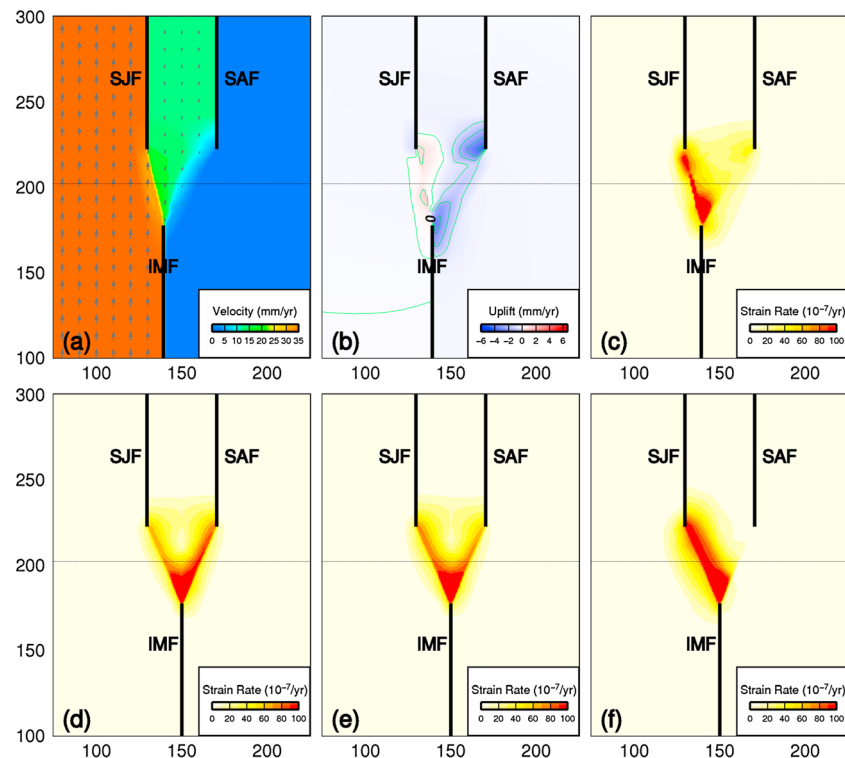 300
250
200
150
100
SJF
SAF
IMF
Velocity (mm/yr)
0 5 10 15 20 25 30 35
(a)
100 150 200
SJF
SAF
0
IMF
Uplift (mm/yr)
−6 −4 −2 0 2 4 6
(b)
100 150 200
SJF
SAF
IMF
Strain Rate (10⁻⁷/yr)
0 20 40 60 80 100
(c)
100 150 200
300
250
200
150
100
SJF
SAF
IMF
Strain Rate (10⁻⁷/yr)
0 20 40 60 80 100
(d)
100 150 200
SJF
SAF
IMF
Strain Rate (10⁻⁷/yr)
0 20 40 60 80 100
(e)
100 150 200
SJF
SAF
IMF
Strain Rate (10⁻⁷/yr)
0 20 40 60 80 100
(f)
100 150 200